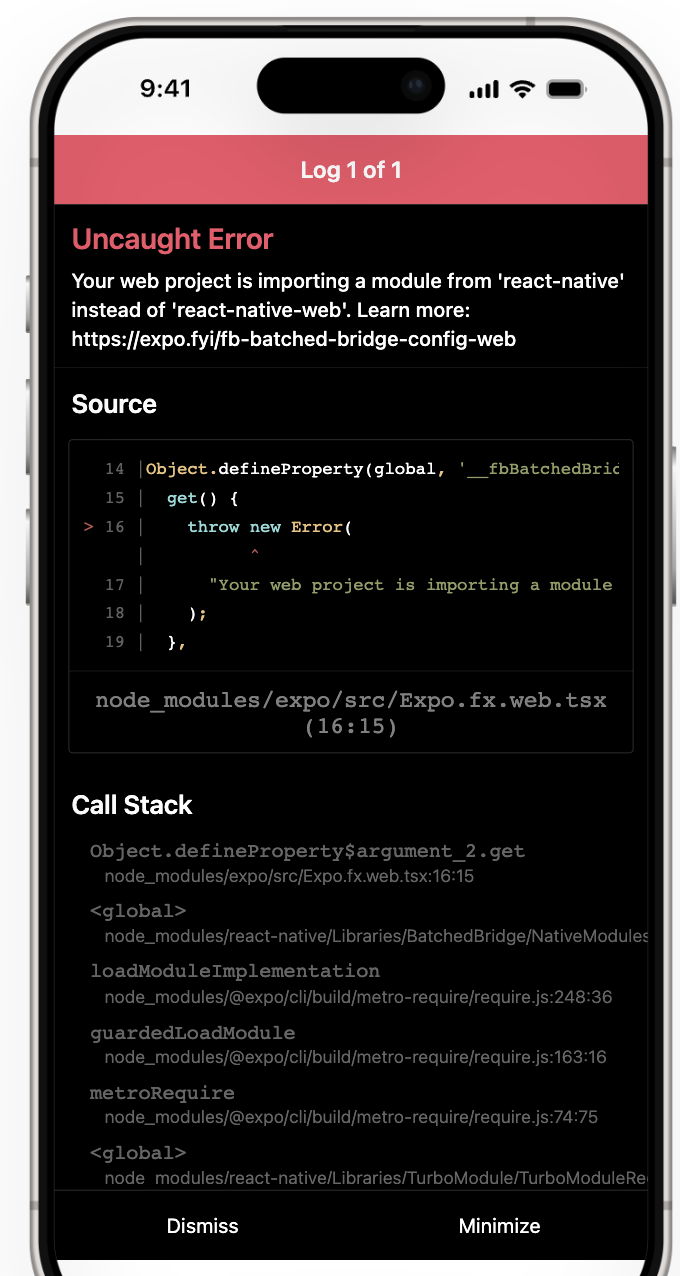 9:41
Log 1 of 1
Uncaught Error
Your web project is importing a module from 'react-native'
instead of 'react-native-web'. Learn more:
https://expo.fyi/fb-batched-bridge-config-web
Source
14 |Object.defineProperty(global, '__fbBatchedBrid
15 |  get() {
> 16 |    throw new Error(
|          ^
17 |      "Your web project is importing a module
18 |    );
19 |  },
node_modules/expo/src/Expo.fx.web.tsx
(16:15)
Call Stack
Object.defineProperty$argument_2.get
node_modules/expo/src/Expo.fx.web.tsx:16:15
<global>
node_modules/react-native/Libraries/BatchedBridge/NativeModules
loadModuleImplementation
node_modules/@expo/cli/build/metro-require/require.js:248:36
guardedLoadModule
node_modules/@expo/cli/build/metro-require/require.js:163:16
metroRequire
node_modules/@expo/cli/build/metro-require/require.js:74:75
<global>
node_modules/react-native/Libraries/TurboModule/TurboModuleRe
Dismiss Minimize